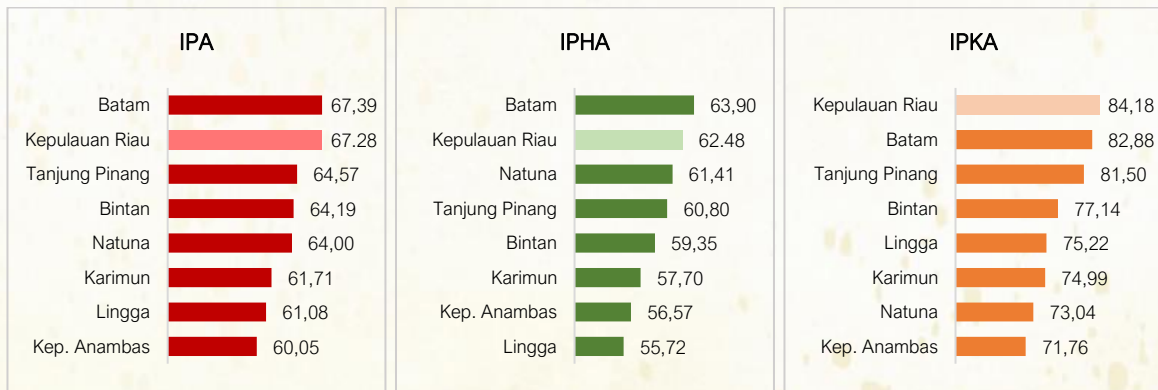 IPA
Batam 67,39
Kepulauan Riau 67.28
Tanjung Pinang 64,57
Bintan 64,19
Natuna 64,00
Karimun 61,71
Lingga 61,08
Kep. Anambas 60,05
IPHA
Batam 63,90
Kepulauan Riau 62.48
Natuna 61,41
Tanjung Pinang 60,80
Bintan 59,35
Karimun 57,70
Kep. Anambas 56,57
Lingga 55,72
IPKA
Kepulauan Riau 84,18
Batam 82,88
Tanjung Pinang 81,50
Bintan 77,14
Lingga 75,22
Karimun 74,99
Natuna 73,04
Kep. Anambas 71,76